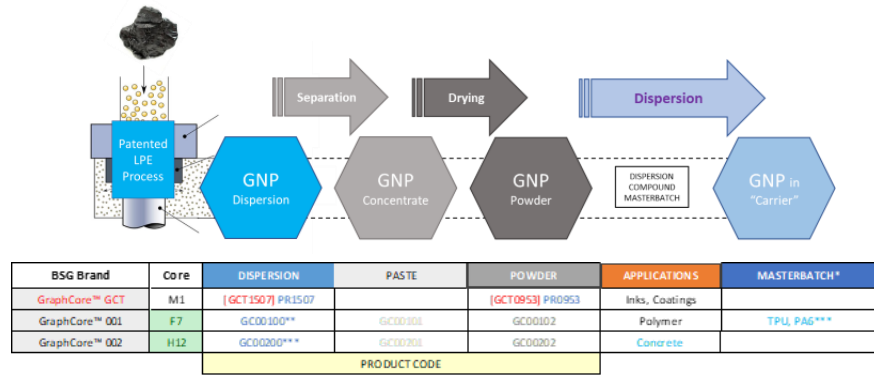 Separation
Drying
Dispersion
Patented
LPE
Process
GNP
Dispersion
GNP
Concentrate
GNP
Powder
DISPERSION
COMPOUND
MASTERBATCH
GNP in
"Carrier"
BSG Brand Core DISPERSION PASTE POWDER APPLICATIONS MASTERBATCH*
GraphCore™ GCT M1 [GCT1507] PR1507 [GCT0953] PR0953 Inks, Coatings
GraphCore™ 001 F7 GC00100** GC00101 GC00102 Polymer TPU, PA6***
GraphCore™ 002 H12 GC00200*** GC00201 GC00202 Concrete
PRODUCT CODE